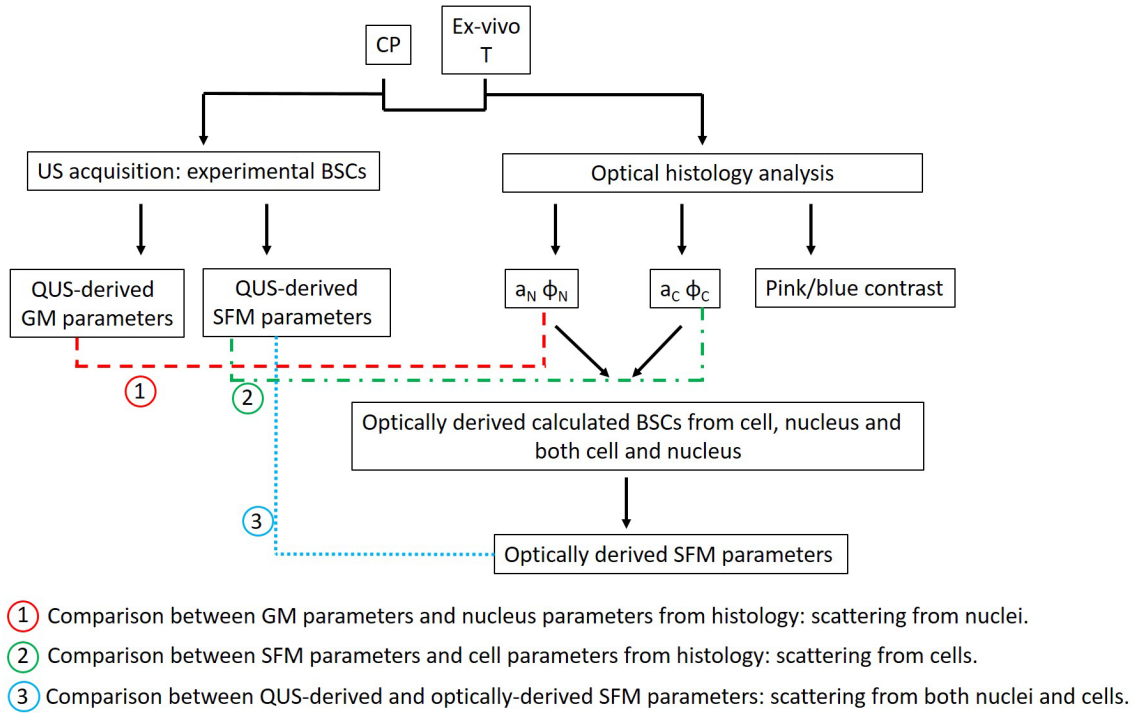 CP
Ex-vivo
T
US acquisition: experimental BSCs
Optical histology analysis
QUS-derived
GM parameters
QUS-derived
SFM parameters
a_N ϕ_N
a_C ϕ_C
Pink/blue contrast
1
2
Optically derived calculated BSCs from cell, nucleus and
both cell and nucleus
3
Optically derived SFM parameters
1 Comparison between GM parameters and nucleus parameters from histology: scattering from nuclei.
2 Comparison between SFM parameters and cell parameters from histology: scattering from cells.
3 Comparison between QUS-derived and optically-derived SFM parameters: scattering from both nuclei and cells.